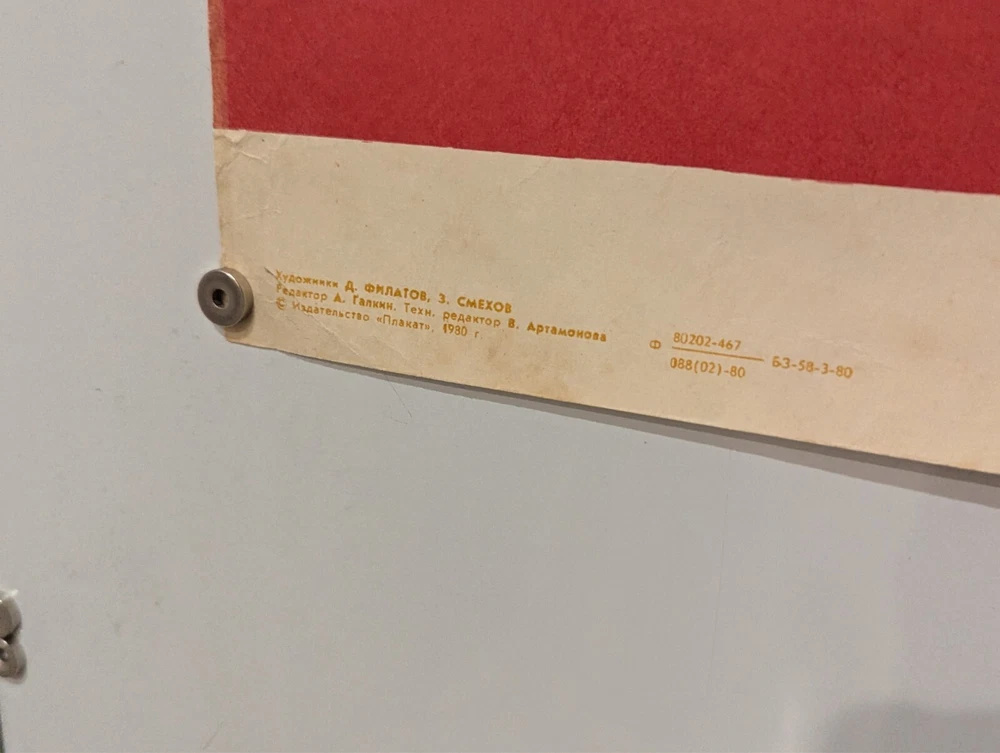 Художники Д. ФИЛАТОВ, З. СМЕХОВ
Редактор А. Галкин. Техн. редактор В. Артамонова
© Издательство «Плакат», 1980 г.
Ф 80202-467
088(02)-80
БЗ-58-3-80